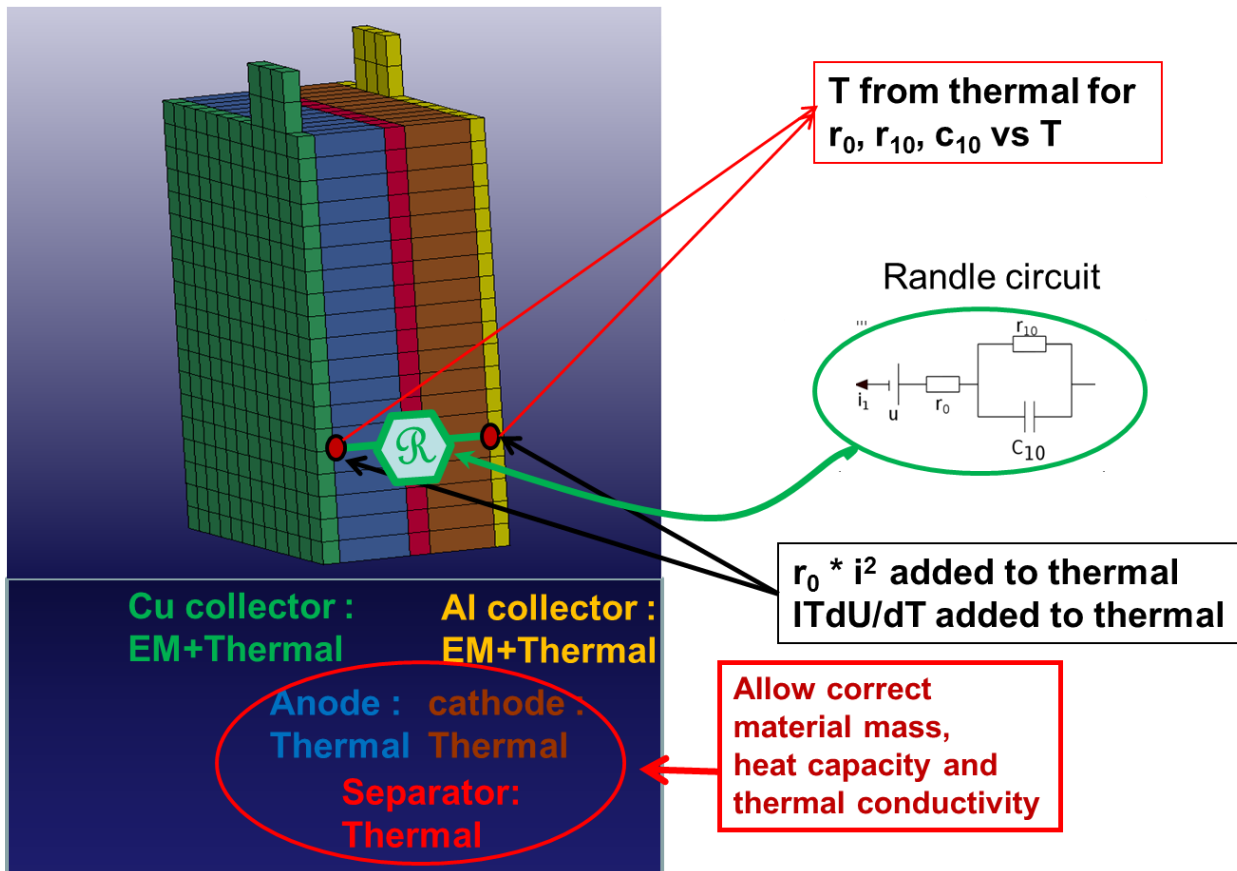 T from thermal for
r₀, r₁₀, c₁₀ vs T
Randle circuit
'''
r₁₀
i₁
u
r₀
C₁₀
ℛ
r₀ * i² added to thermal
ITdU/dT added to thermal
Cu collector :
EM+Thermal
Al collector :
EM+Thermal
Anode :
Thermal
cathode :
Thermal
Separator:
Thermal
Allow correct
material mass,
heat capacity and
thermal conductivity